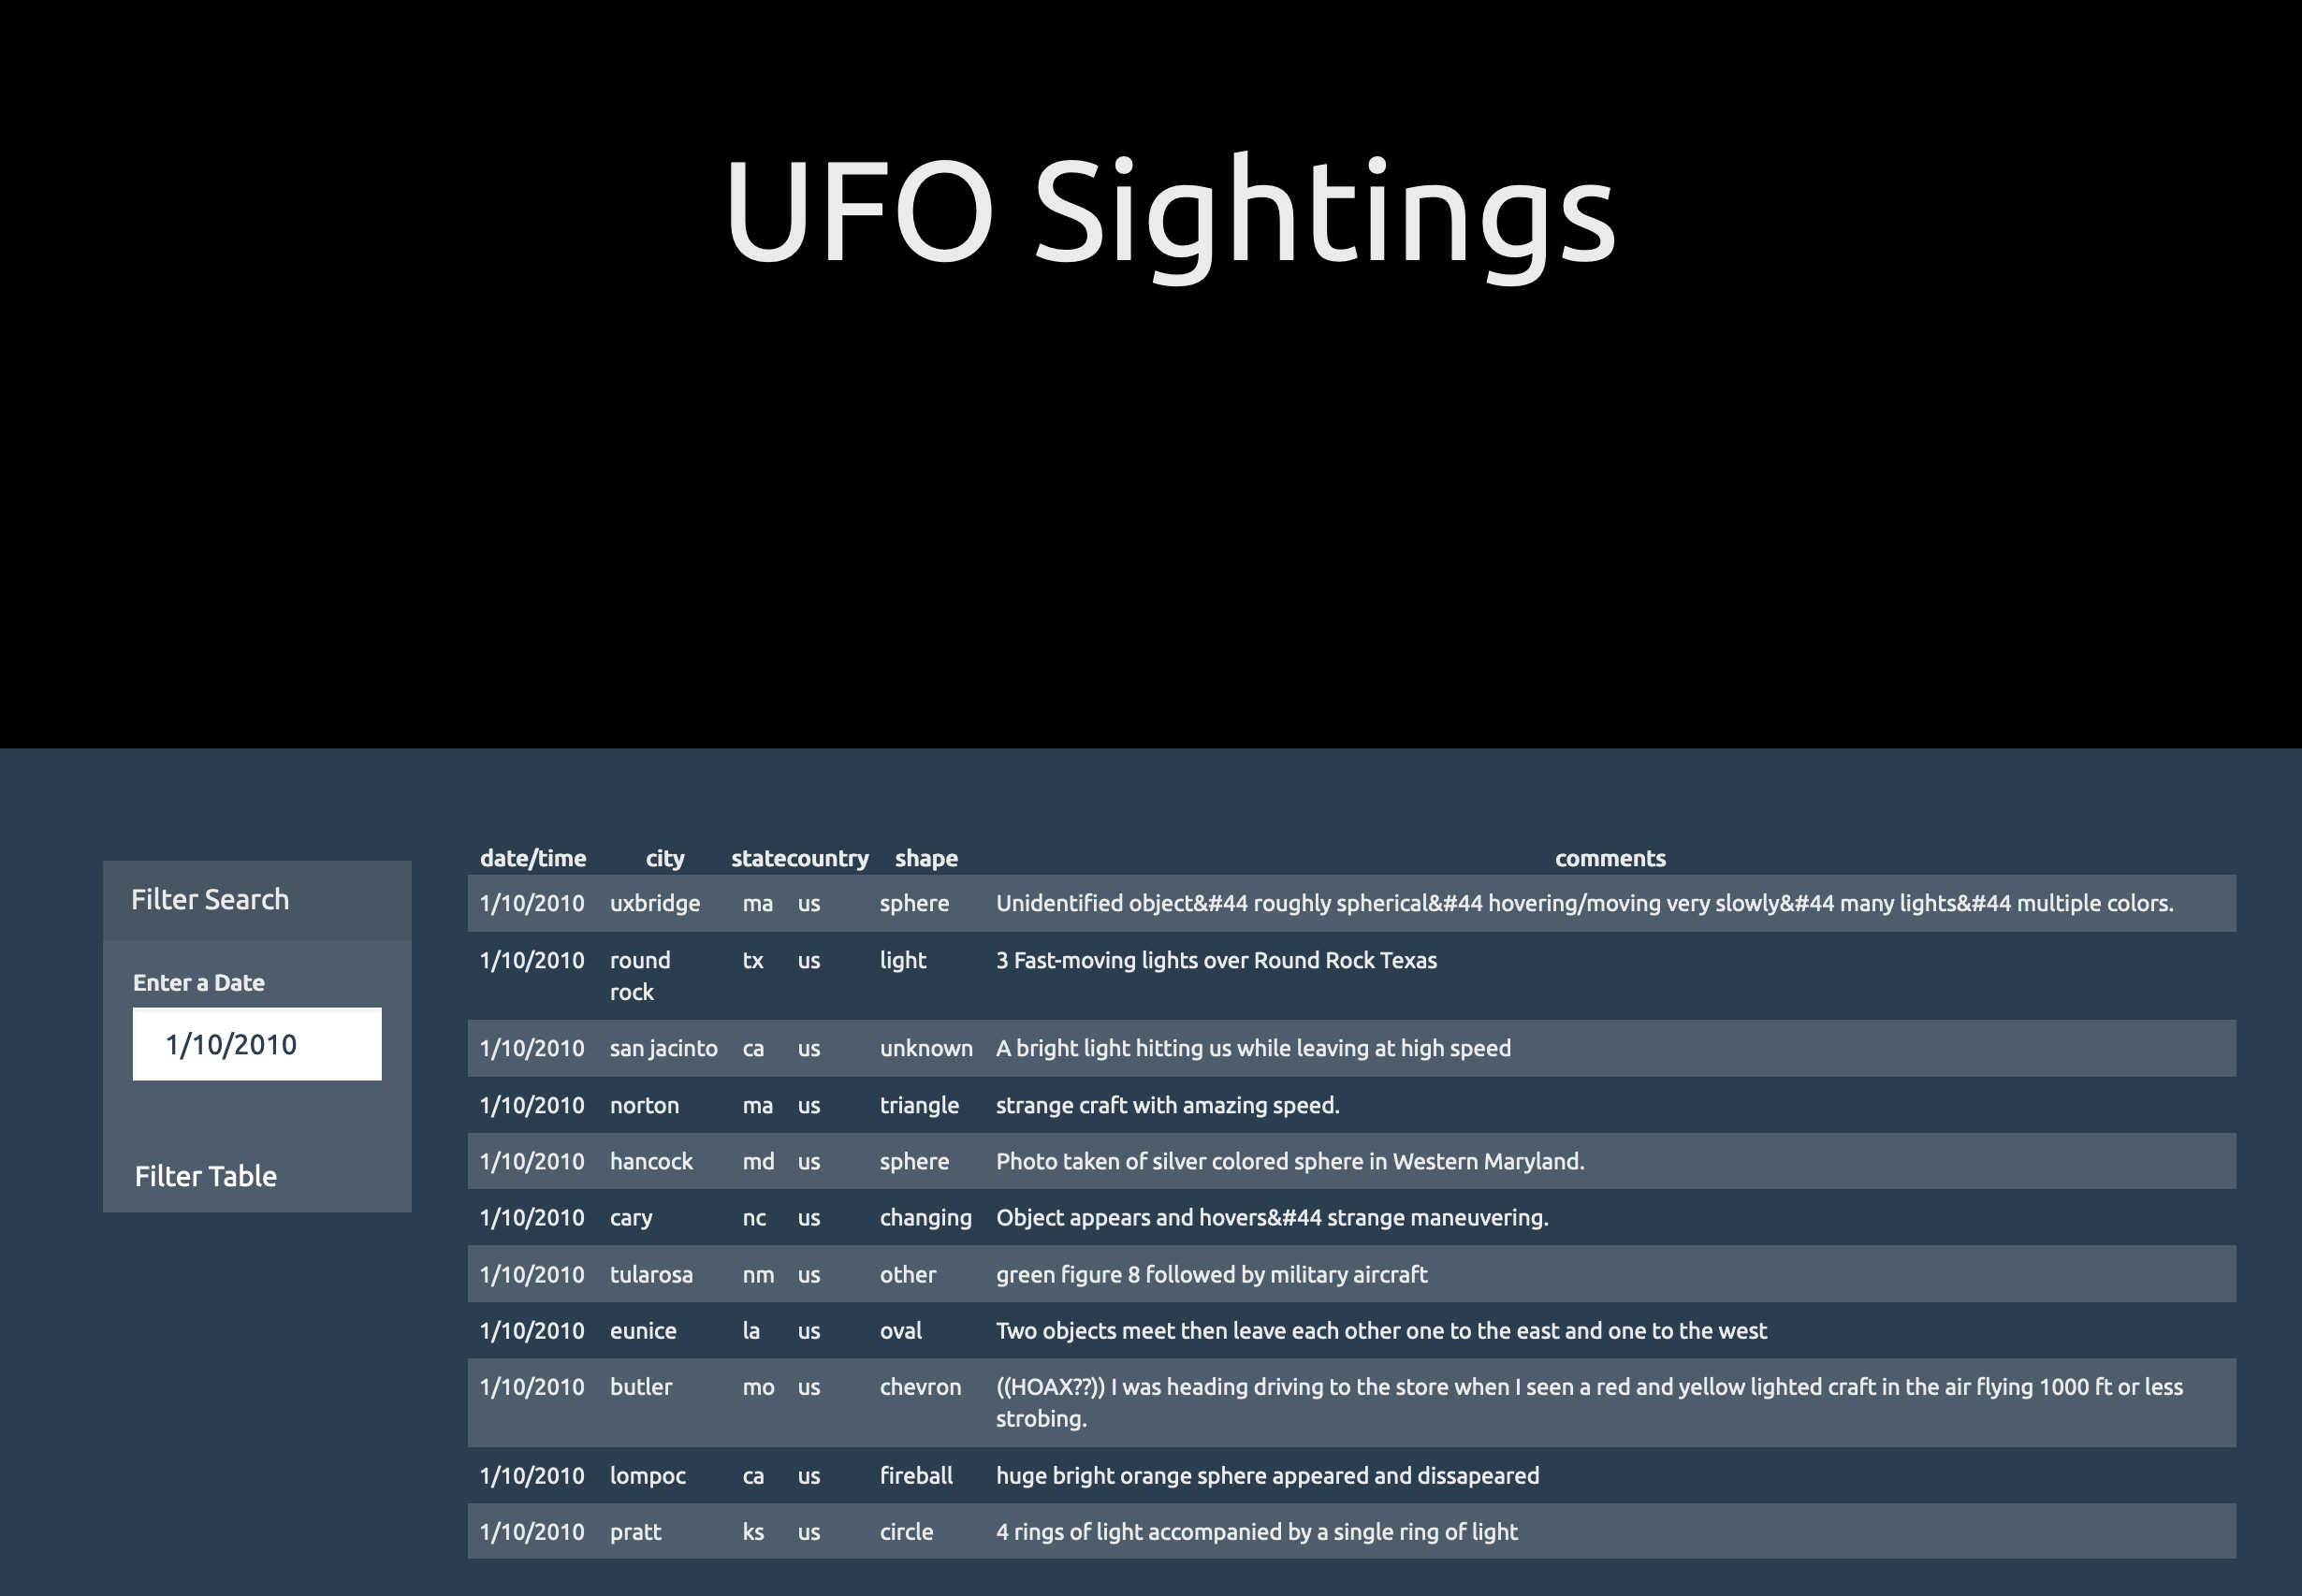 UFO Sightings
Filter Search
Enter a Date
1/10/2010
Filter Table
date/time city state country shape comments
1/10/2010 uxbridge ma us sphere Unidentified object&#44 roughly spherical&#44 hovering/moving very slowly&#44 many lights&#44 multiple colors.
1/10/2010 round tx us light 3 Fast-moving lights over Round Rock Texas
rock
1/10/2010 san jacinto ca us unknown A bright light hitting us while leaving at high speed
1/10/2010 norton ma us triangle strange craft with amazing speed.
1/10/2010 hancock md us sphere Photo taken of silver colored sphere in Western Maryland.
1/10/2010 cary nc us changing Object appears and hovers&#44 strange maneuvering.
1/10/2010 tularosa nm us other green figure 8 followed by military aircraft
1/10/2010 eunice la us oval Two objects meet then leave each other one to the east and one to the west
1/10/2010 butler mo us chevron ((HOAX??)) I was heading driving to the store when I seen a red and yellow lighted craft in the air flying 1000 ft or less
strobing.
1/10/2010 lompoc ca us fireball huge bright orange sphere appeared and dissapeared
1/10/2010 pratt ks us circle 4 rings of light accompanied by a single ring of light